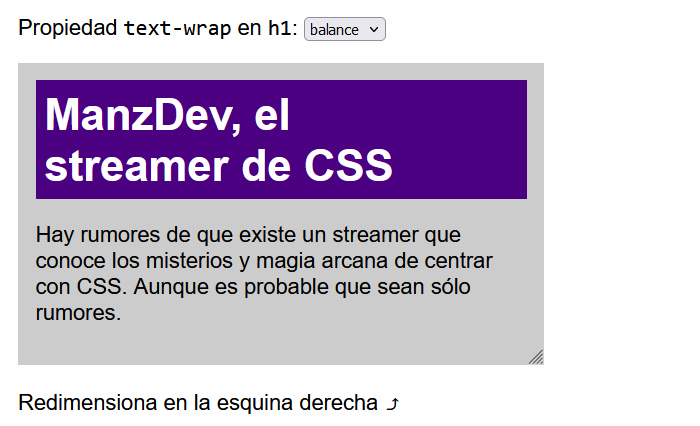 Propiedad text-wrap en h1: balance
ManzDev, el
streamer de CSS
Hay rumores de que existe un streamer que
conoce los misterios y magia arcana de centrar
con CSS. Aunque es probable que sean sólo
rumores.
Redimensiona en la esquina derecha ⤴